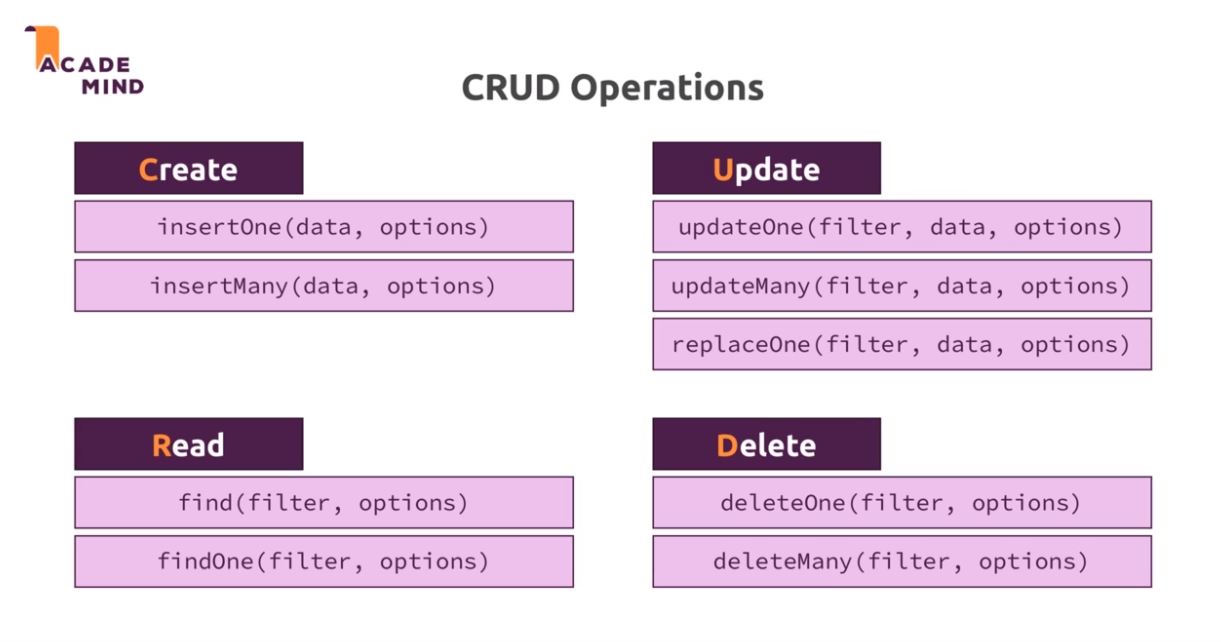 ACADE
MIND
CRUD Operations
Create
insertOne(data, options)
insertMany(data, options)
Update
updateOne(filter, data, options)
updateMany(filter, data, options)
replaceOne(filter, data, options)
Read
find(filter, options)
findOne(filter, options)
Delete
deleteOne(filter, options)
deleteMany(filter, options)